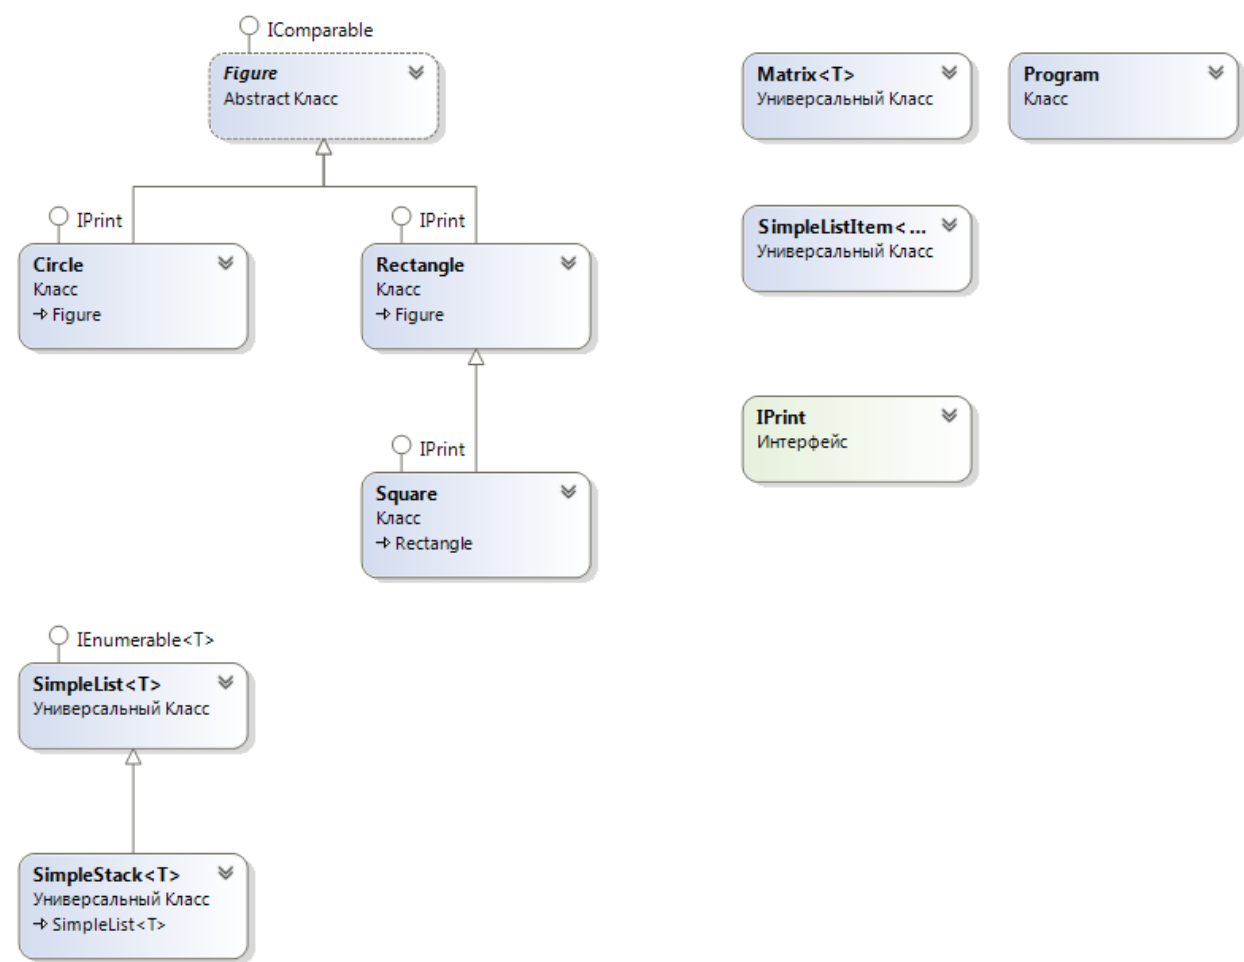 IComparable
Figure
Abstract Класс
Matrix<T>
Универсальный Класс
Program
Класс
IPrint
Circle
Класс
Figure
IPrint
Rectangle
Класс
Figure
SimpleListItem<...
Универсальный Класс
IPrint
Интерфейс
IPrint
Square
Класс
Rectangle
IEnumerable<T>
SimpleList<T>
Универсальный Класс
SimpleStack<T>
Универсальный Класс
SimpleList<T>